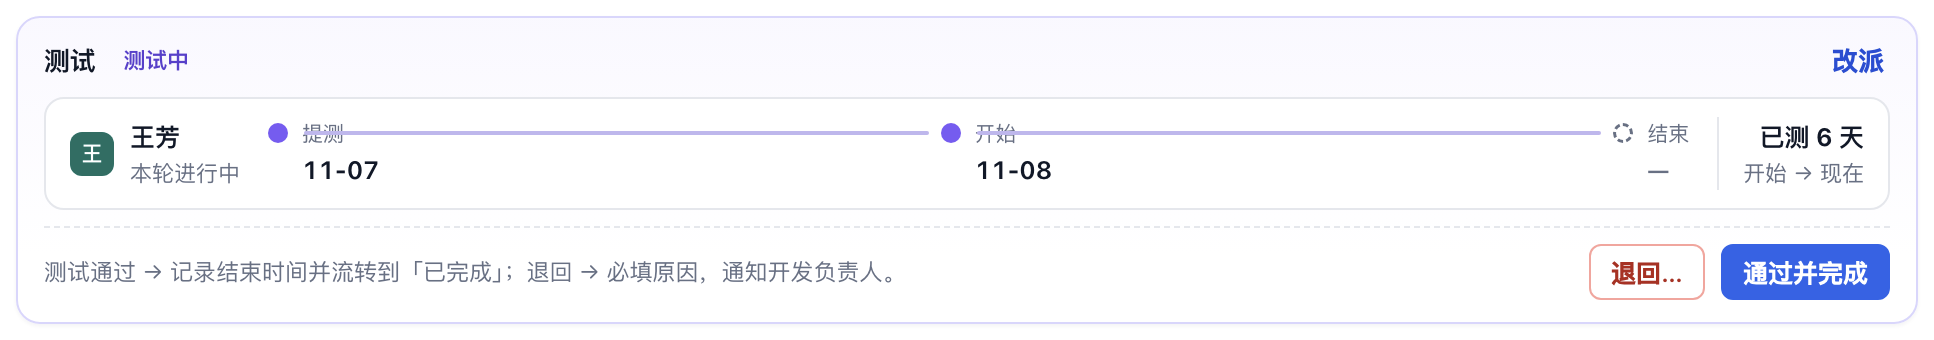 测试 测试中 改派
王 王芳 提测 开始 结束 已测 6 天
本轮进行中 11-07 11-08 — 开始 → 现在
测试通过 → 记录结束时间并流转到「已完成」；退回 → 必填原因，通知开发负责人。 退回... 通过并完成